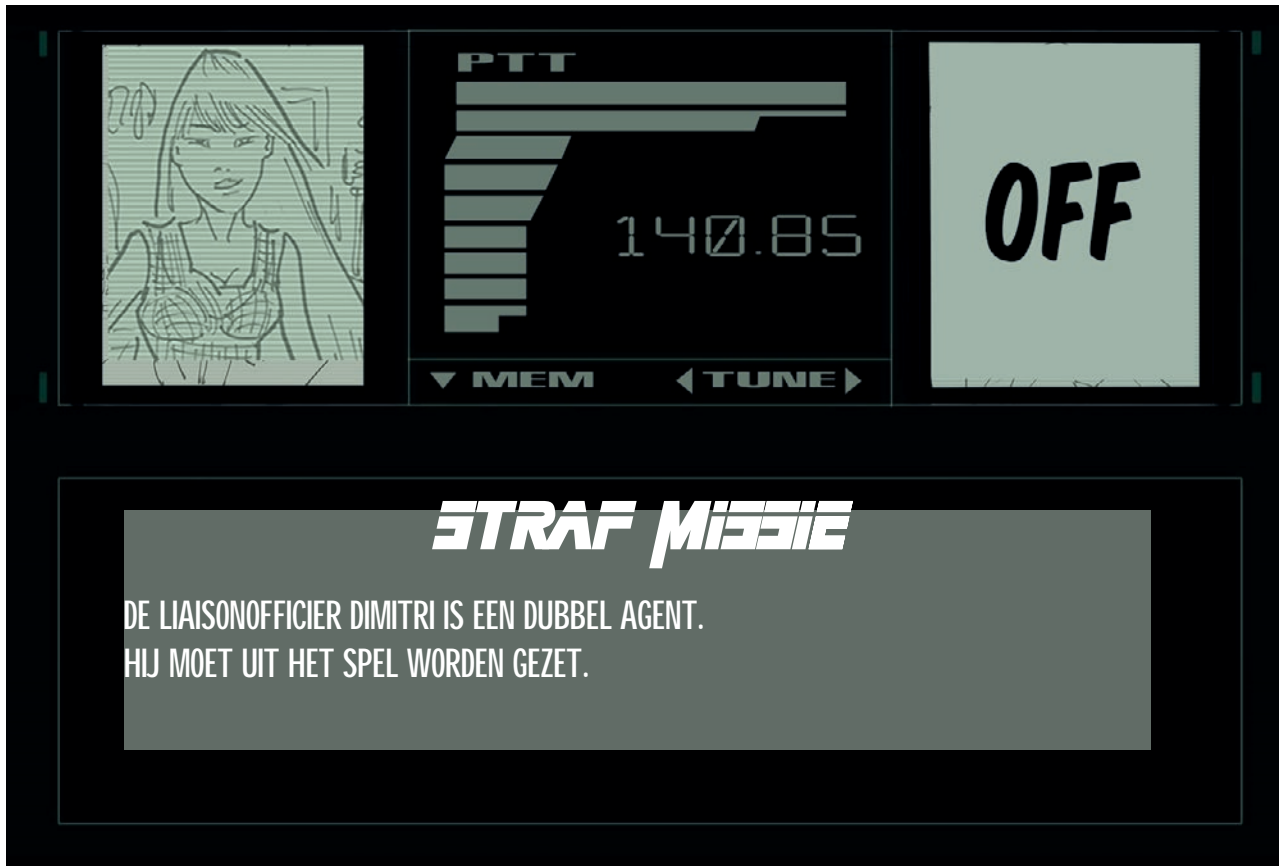 PTT
140.85
MEM
TUNE
OFF
STRAF MISSIE
DE LIAISONOFFICIER DIMITRI IS EEN DUBBEL AGENT.
HIJ MOET UIT HET SPEL WORDEN GEZET.